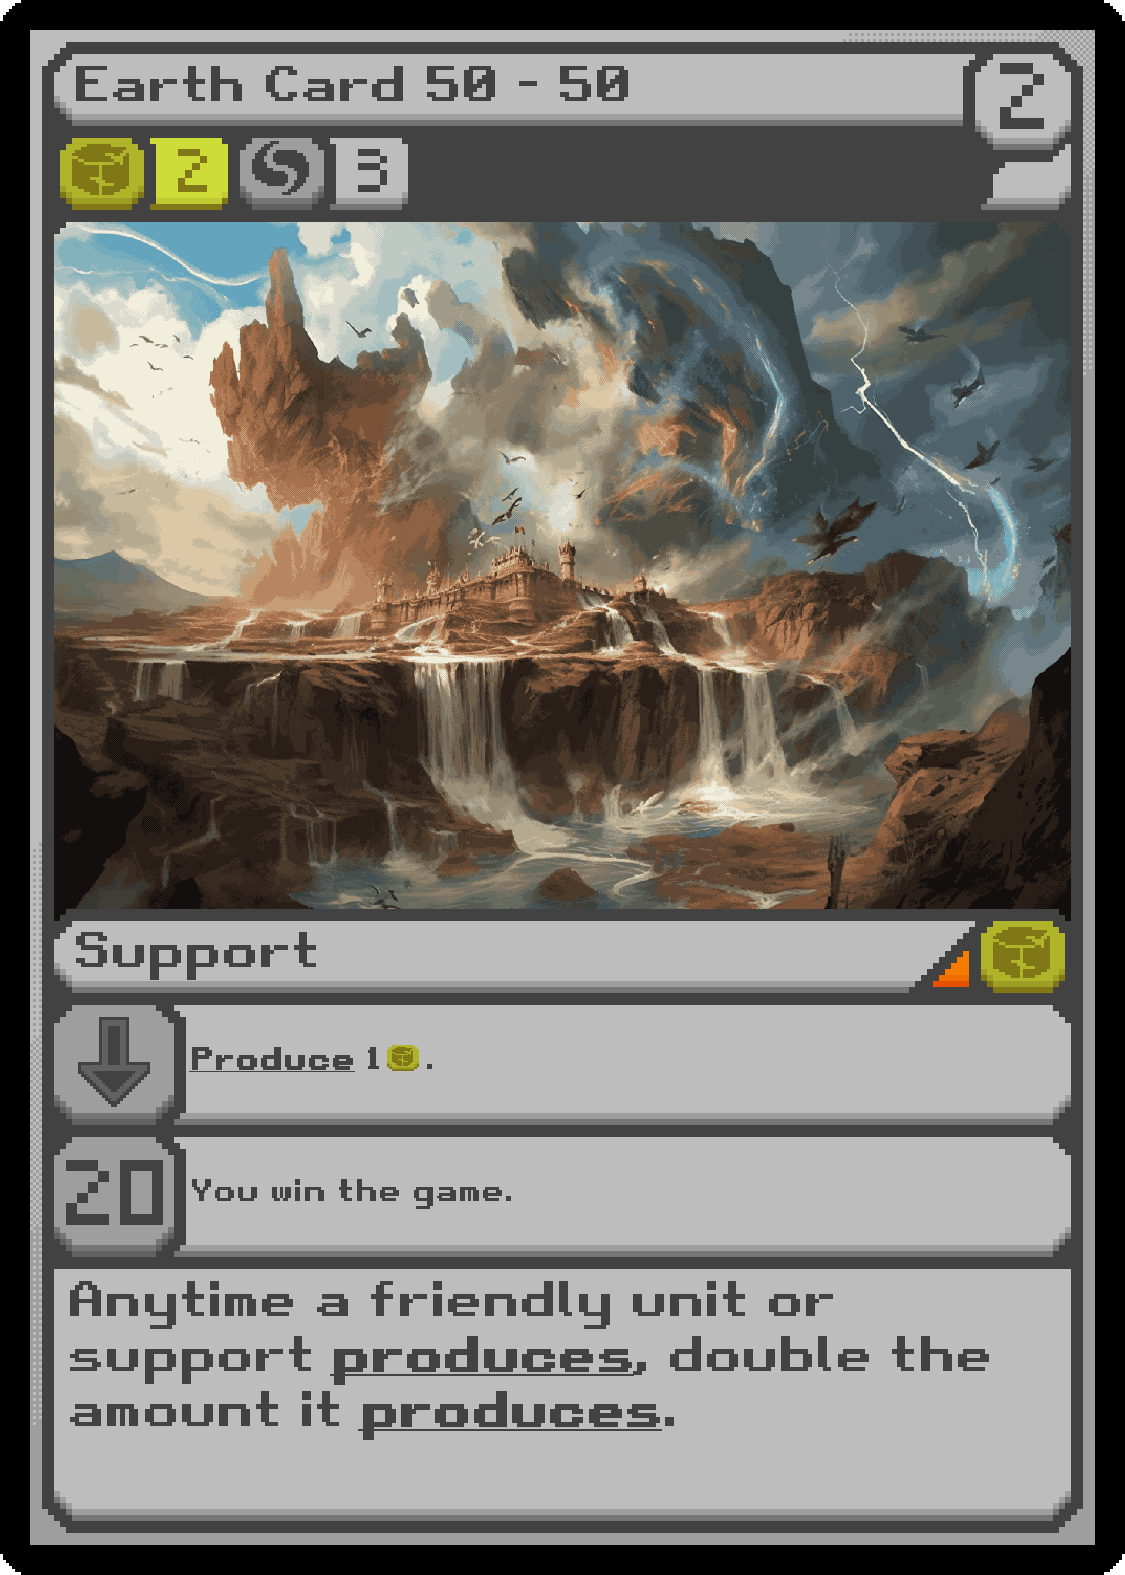 Earth Card 50 - 50
2
2 3
Support
Produce 1 .
20 You win the game.
Anytime a friendly unit or
support produces, double the
amount it produces.